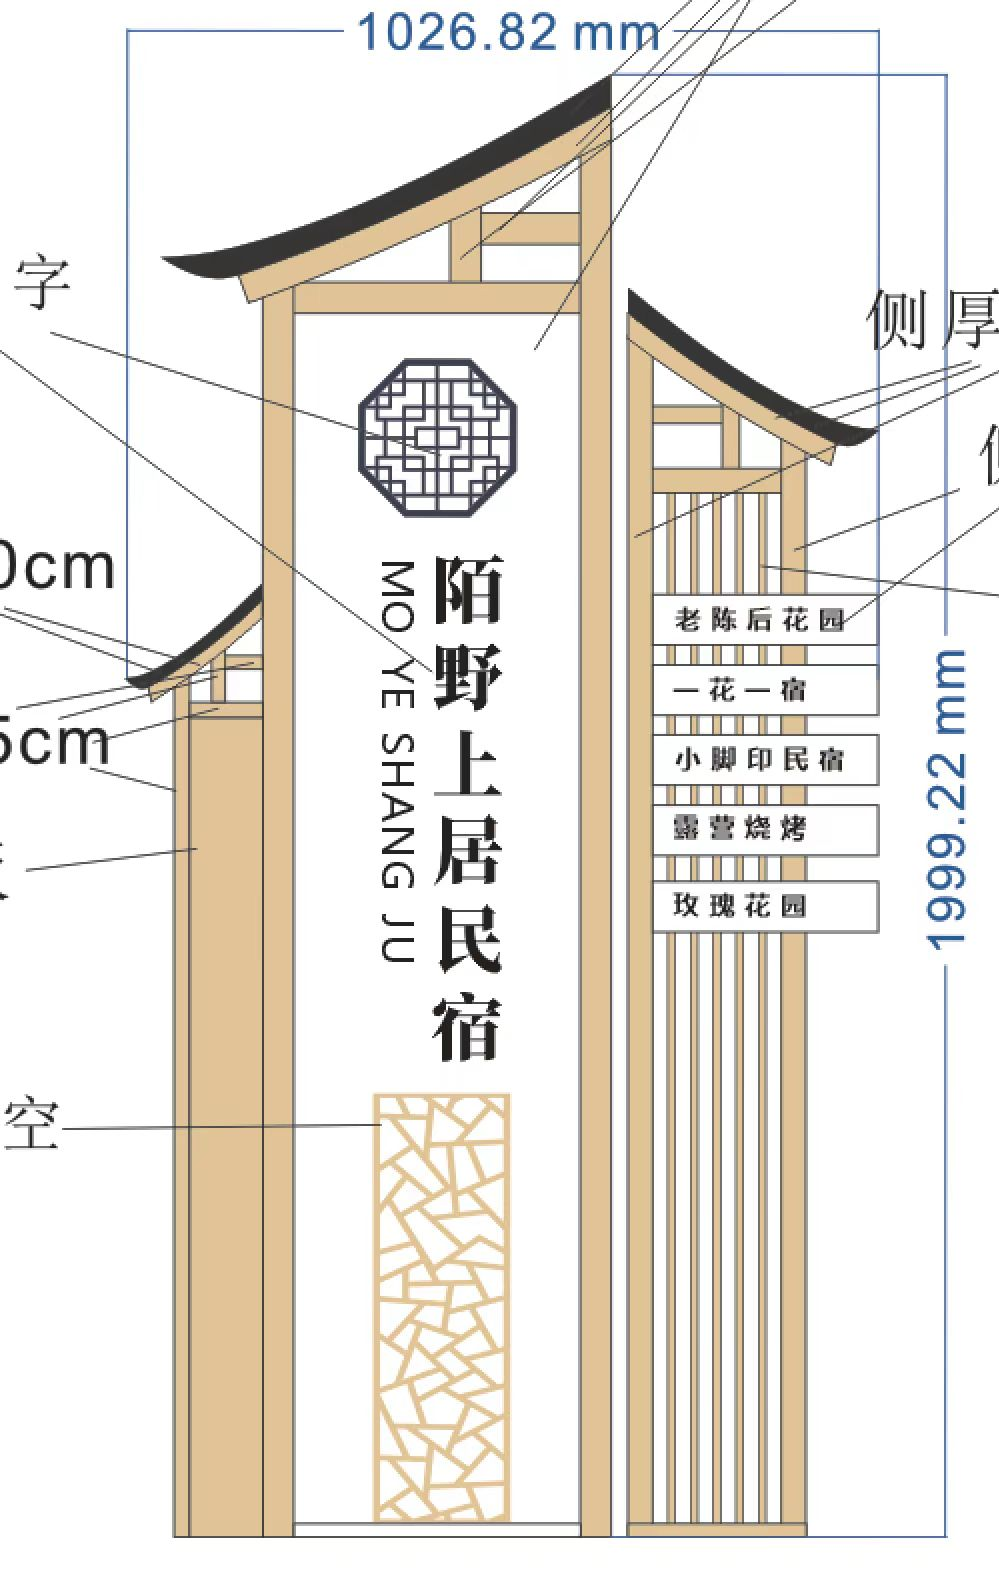 1026.82 mm
字
侧厚
0cm
5cm
空
陌野上居民宿
MO YE SHANG JU
老陈后花园
一花一宿
小脚印民宿
露营烧烤
玫瑰花园
1999.22 mm